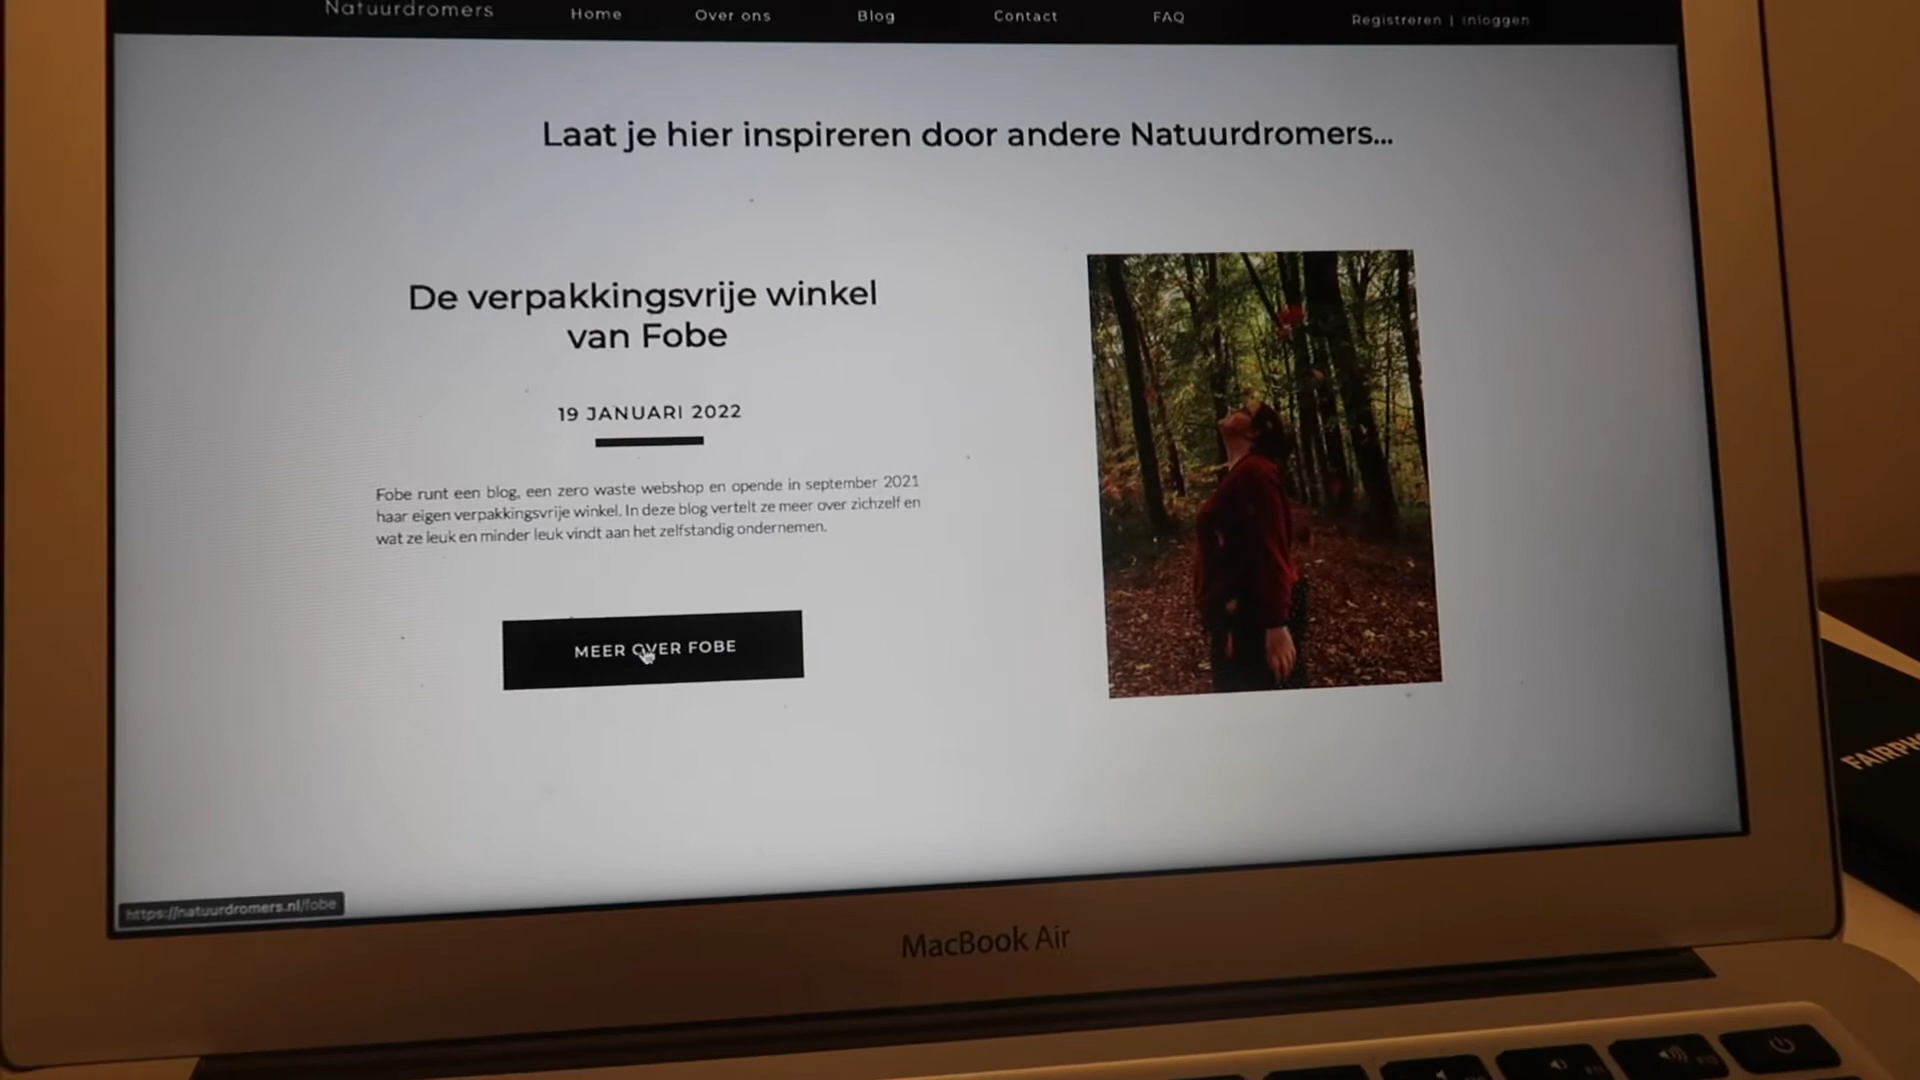 Natuurdromers
Home Over ons Blog Contact FAQ Registreren | Inloggen
Laat je hier inspireren door andere Natuurdromers...
De verpakkingsvrije winkel
van Fobe
19 JANUARI 2022
Fobe runt een blog, een zero waste webshop en opende in september 2021
haar eigen verpakkingsvrije winkel. In deze blog vertelt ze meer over zichzelf en
wat ze leuk en minder leuk vindt aan het zelfstandig ondernemen.
MEER OVER FOBE
https://natuurdromers.nl/fobe
MacBook Air